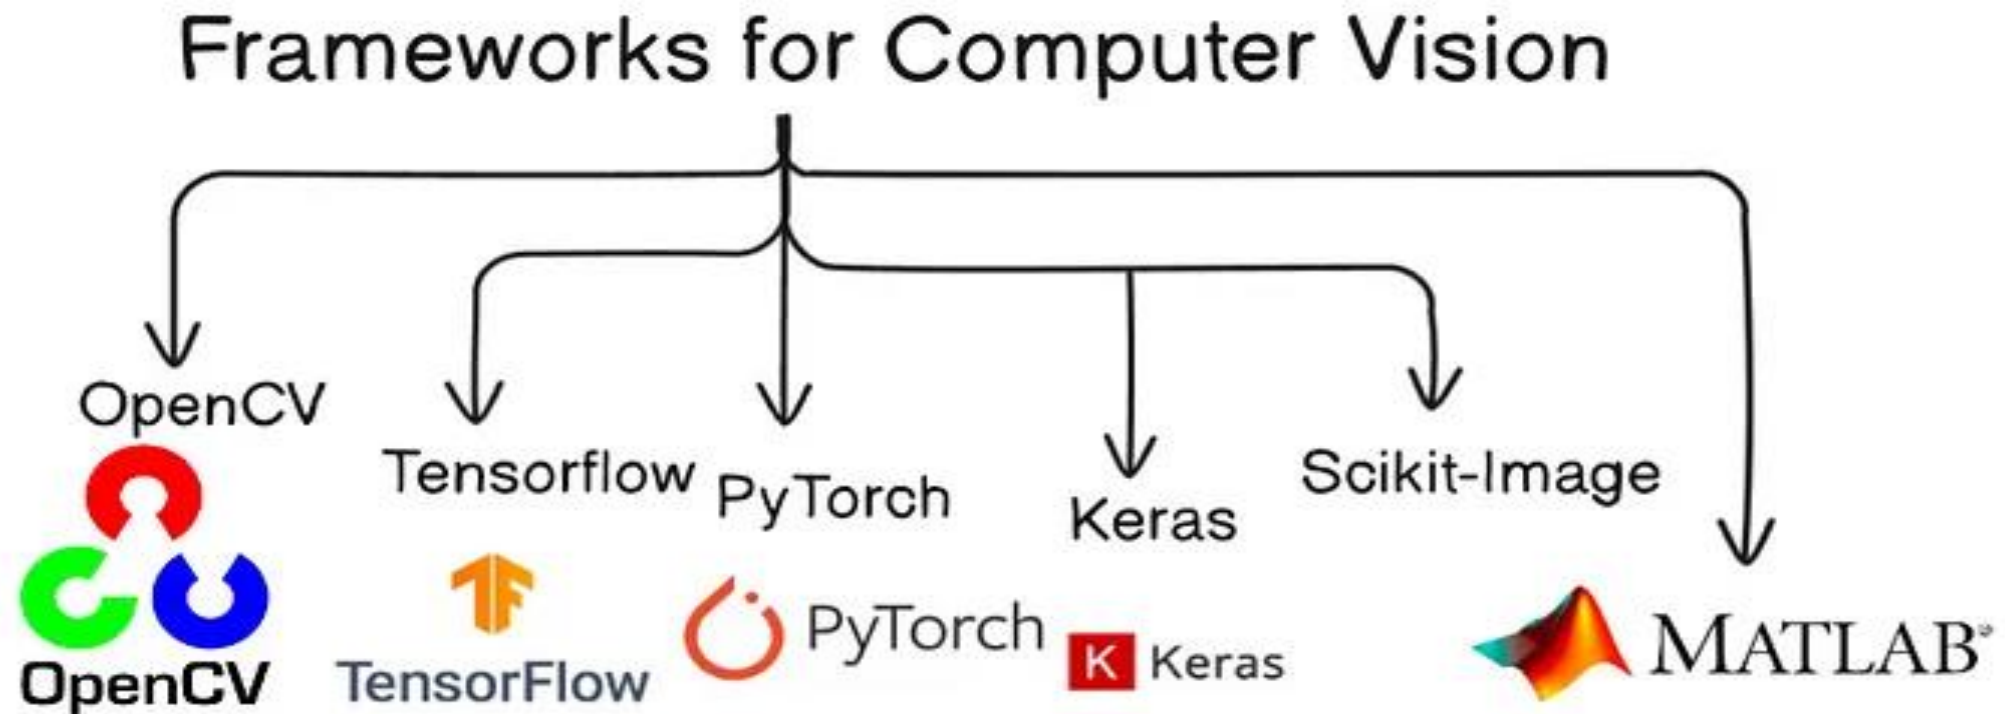 Frameworks for Computer Vision
OpenCV
Tensorflow
PyTorch
Keras
Scikit-Image
OpenCV
TensorFlow
PyTorch
K Keras
MATLAB®